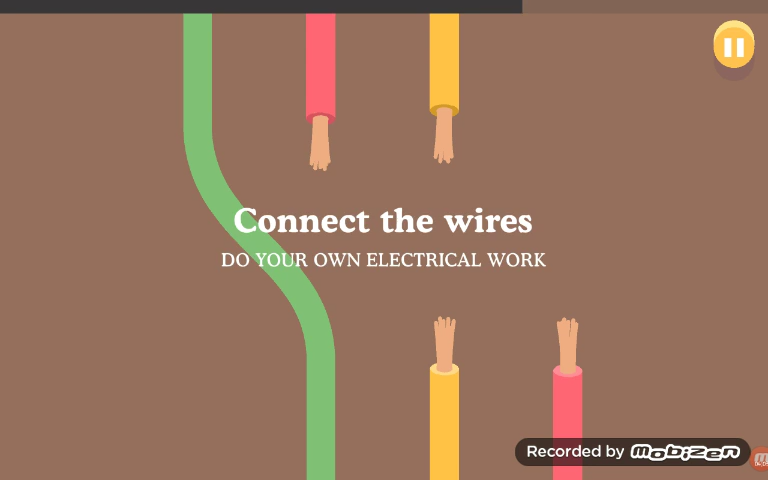 Connect the wires
DO YOUR OWN ELECTRICAL WORK
Recorded by Mobizen